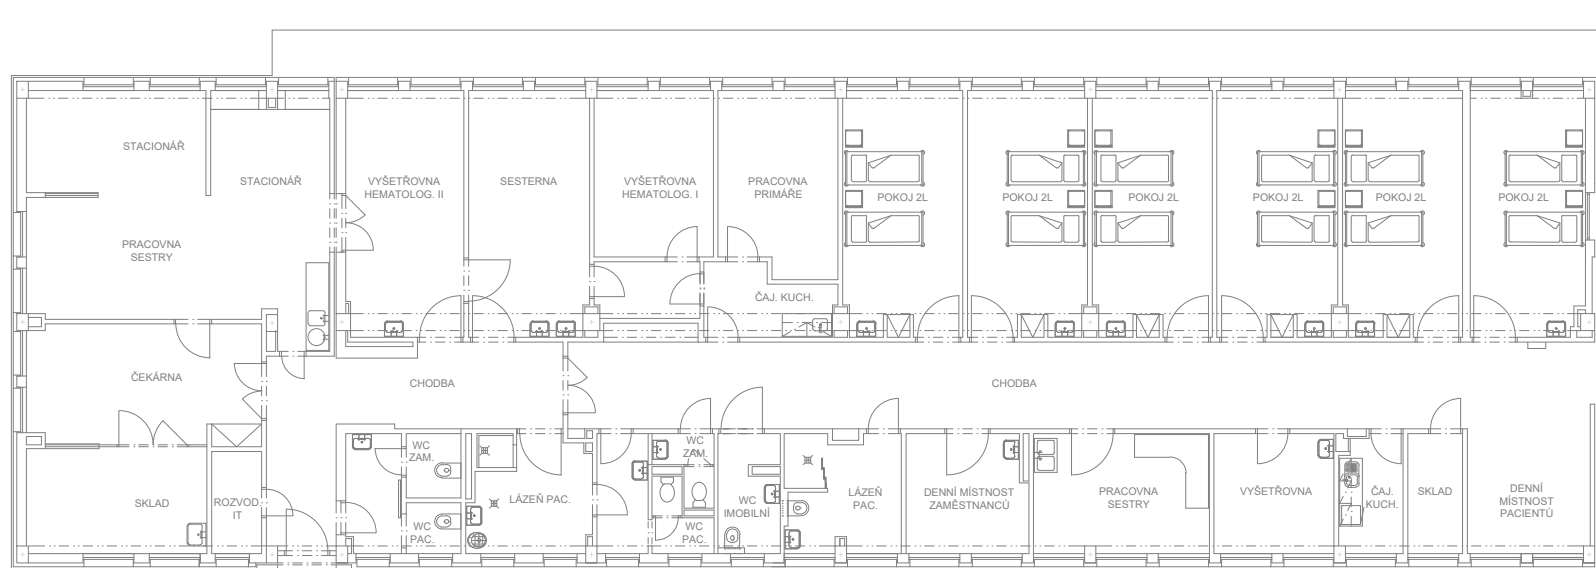 STACIONÁŘ
STACIONÁŘ
VYŠETŘOVNA
HEMATOLOG. II
SESTERNA
VYŠETŘOVNA
HEMATOLOG. I
PRACOVNA
PRIMÁŘE
POKOJ 2L
POKOJ 2L
POKOJ 2L
POKOJ 2L
POKOJ 2L
POKOJ 2L
PRACOVNA
SESTRY
ČAJ. KUCH.
ČEKÁRNA
CHODBA
CHODBA
WC
ZAM.
WC
ZAM.
SKLAD
ROZVOD.
IT
LÁZEŇ PAC.
WC
IMOBILNÍ
LÁZEŇ
PAC.
DENNÍ MÍSTNOST
ZAMĚSTNANCŮ
PRACOVNA
SESTRY
VYŠETŘOVNA
ČAJ.
KUCH.
SKLAD
DENNÍ
MÍSTNOST
PACIENTŮ
WC
PAC.
WC
PAC.